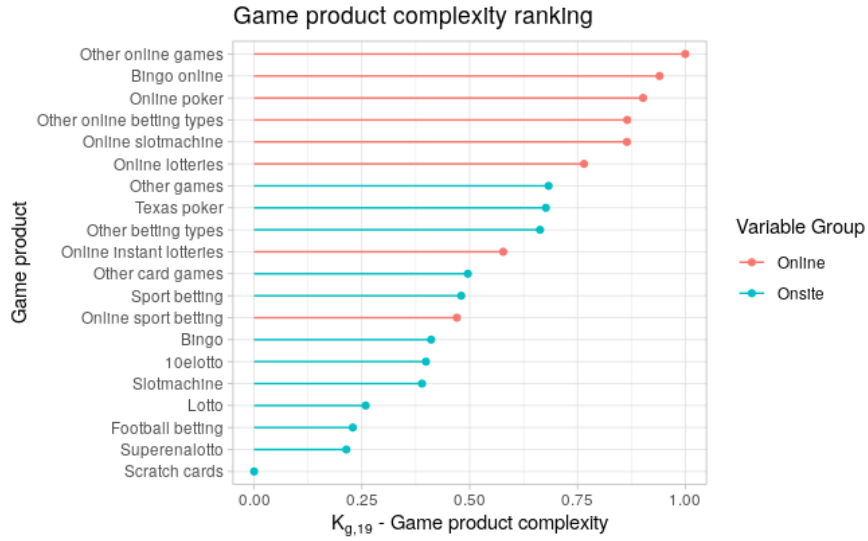 Game product complexity ranking
Game product
Other online games
Bingo online
Online poker
Other online betting types
Online slotmachine
Online lotteries
Other games
Texas poker
Other betting types
Online instant lotteries
Other card games
Sport betting
Online sport betting
Bingo
10elotto
Slotmachine
Lotto
Football betting
Superenalotto
Scratch cards
0.00 0.25 0.50 0.75 1.00
Kg,19 - Game product complexity
Variable Group
Online
Onsite